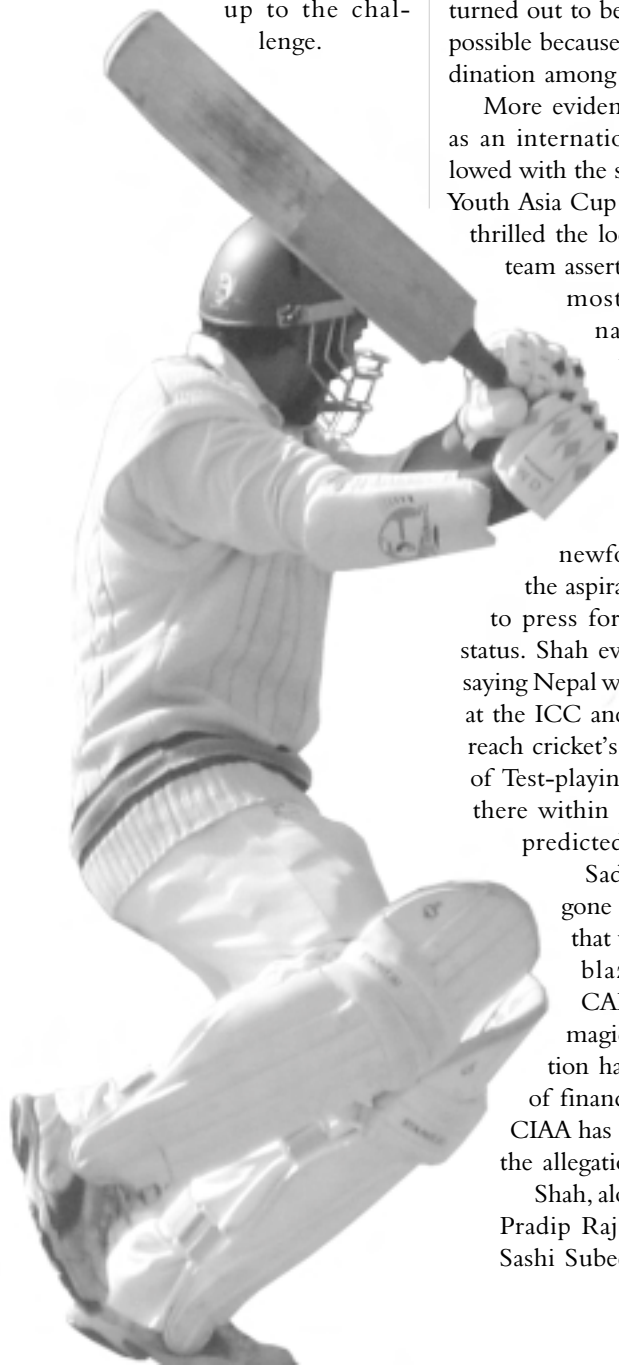 up to the chal-
lenge.
turned out to be
possible because
dination among
More eviden
as an internatio
lowed with the s
Youth Asia Cup
thrilled the lo
team assert
most
na
newfo
the aspira
to press for
status. Shah ev
saying Nepal w
at the ICC and
reach cricket's
of Test-playin
there within
predicted
Sad
gone
that
blaz
CA
magi
tion ha
of financ
CIAA has
the allegatio
Shah, alo
Pradip Raj
Sashi Sube